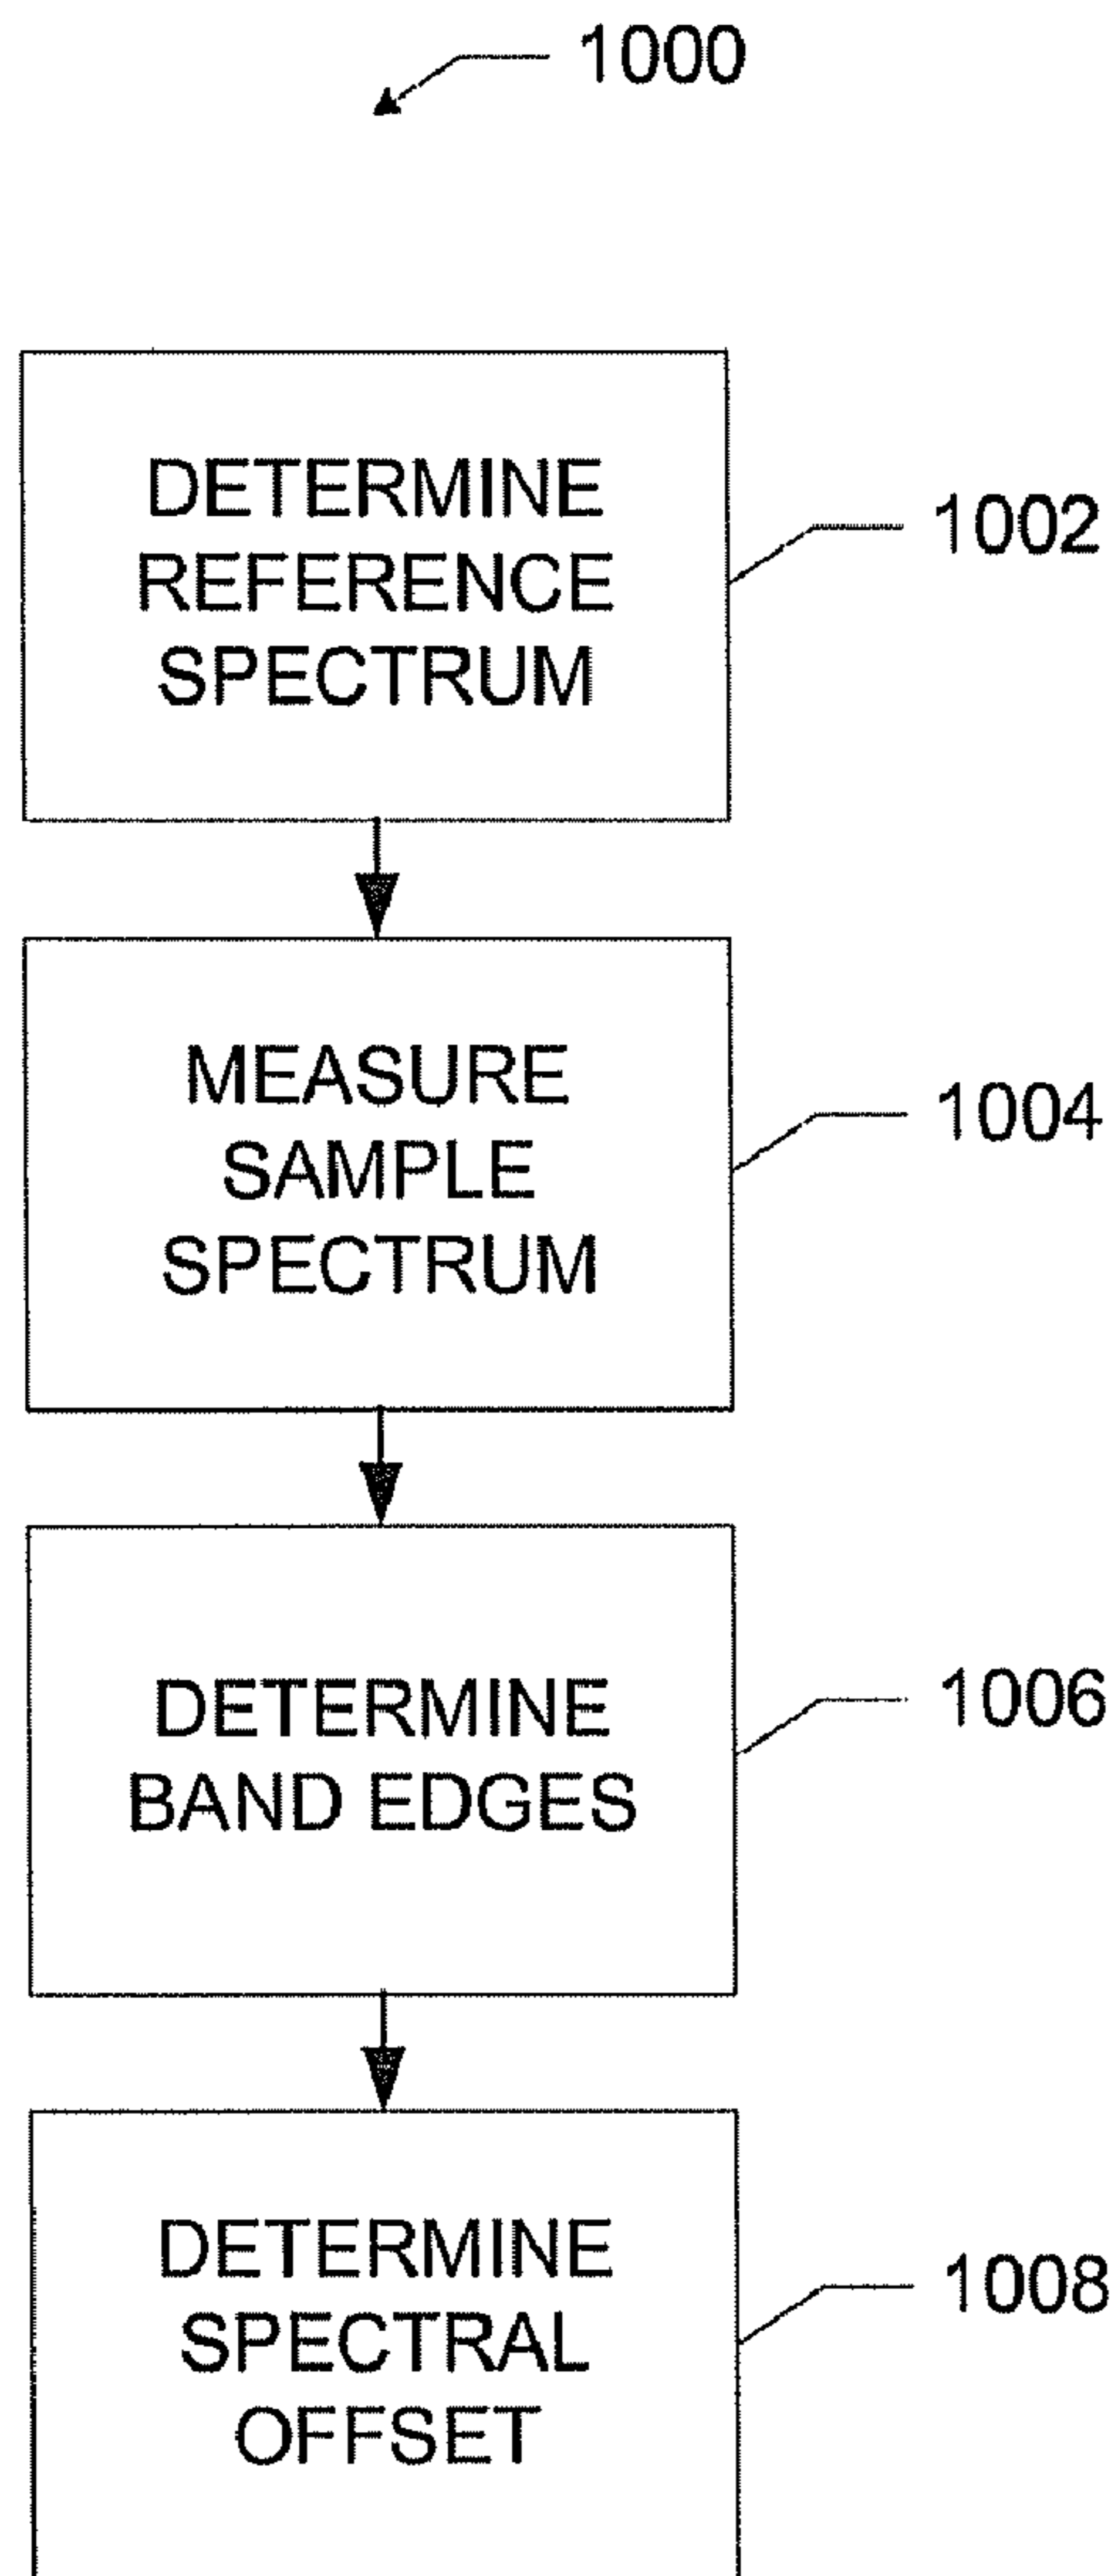 1000
DETERMINE
REFERENCE
SPECTRUM
1002
MEASURE
SAMPLE
SPECTRUM
1004
DETERMINE
BAND EDGES
1006
DETERMINE
SPECTRAL
OFFSET
1008